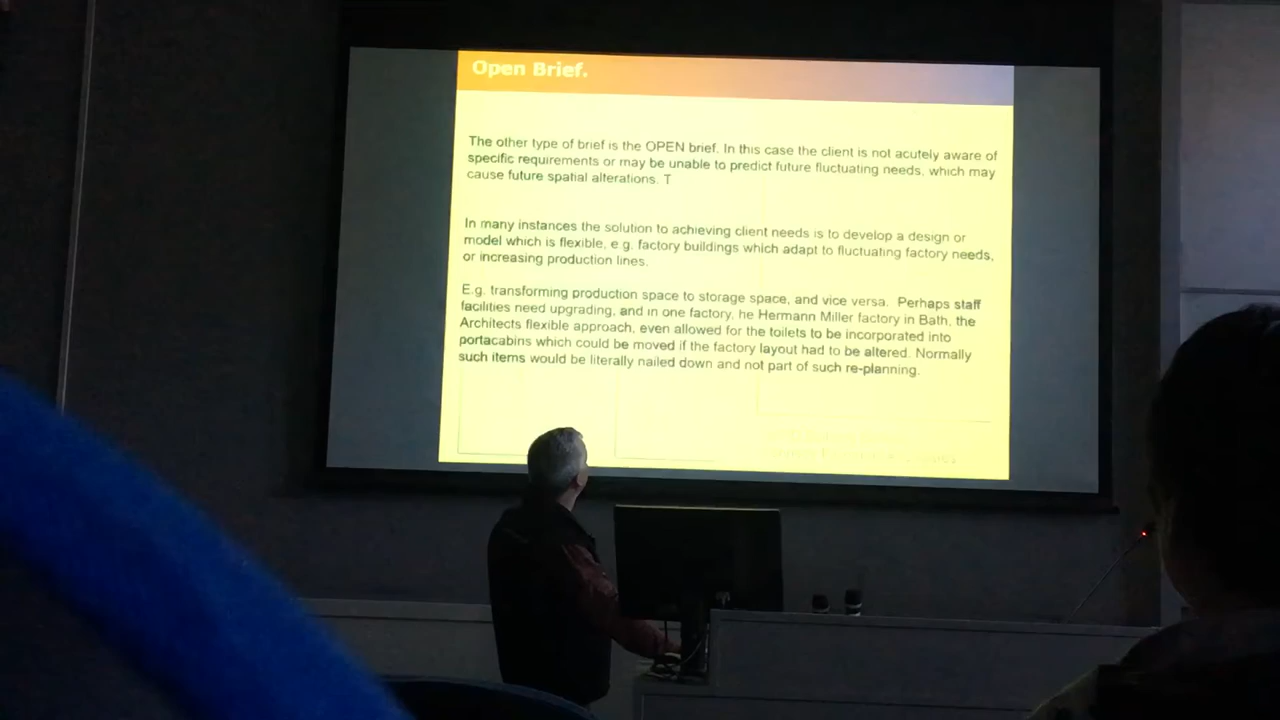 Open Brief.
The other type of brief is the OPEN brief. In this case the client is not acutely aware of
specific requirements or may be unable to predict future fluctuating needs, which may
cause future spatial alterations. T
In many instances the solution to achieving client needs is to develop a design or
model which is flexible, e.g. factory buildings which adapt to fluctuating factory needs,
or increasing production lines.
E.g. transforming production space to storage space, and vice versa. Perhaps staff
facilities need upgrading, and in one factory, he Hermann Miller factory in Bath, the
Architects flexible approach, even allowed for the toilets to be incorporated into
portacabins which could be moved if the factory layout had to be altered. Normally
such items would be literally nailed down and not part of such re-planning.